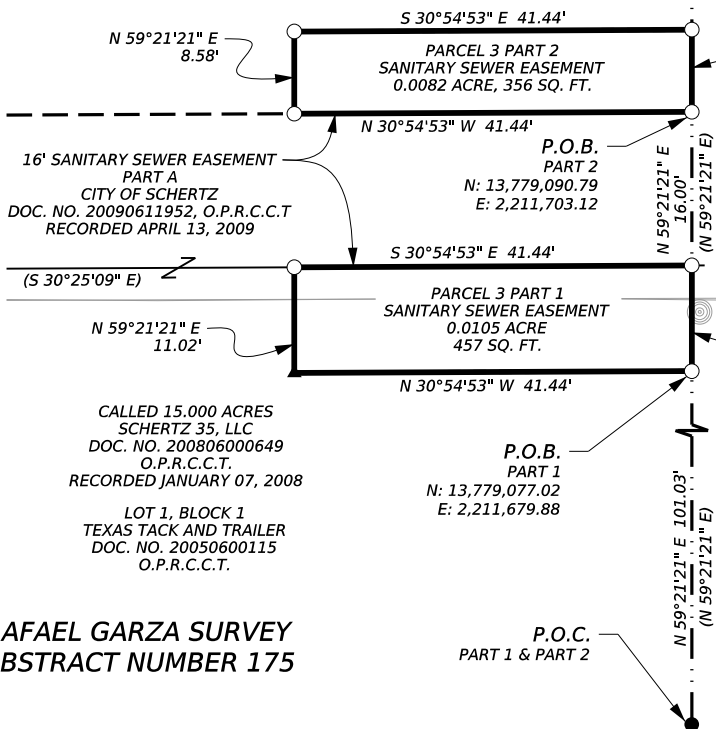 S 30°54'53" E 41.44'
N 59°21'21" E
8.58'
PARCEL 3 PART 2
SANITARY SEWER EASEMENT
0.0082 ACRE, 356 SQ. FT.
N 30°54'53" W 41.44'
P.O.B.
PART 2
N: 13,779,090.79
E: 2,211,703.12
N 59°21'21" E
16.00'
(N 59°21'21" E)
16' SANITARY SEWER EASEMENT
PART A
CITY OF SCHERTZ
DOC. NO. 20090611952, O.P.R.C.C.T
RECORDED APRIL 13, 2009
S 30°54'53" E 41.44'
(S 30°25'09" E)
PARCEL 3 PART 1
SANITARY SEWER EASEMENT
0.0105 ACRE
457 SQ. FT.
N 59°21'21" E
11.02'
N 30°54'53" W 41.44'
CALLED 15.000 ACRES
SCHERTZ 35, LLC
DOC. NO. 200806000649
O.P.R.C.C.T.
RECORDED JANUARY 07, 2008
LOT 1, BLOCK 1
TEXAS TACK AND TRAILER
DOC. NO. 20050600115
O.P.R.C.C.T.
P.O.B.
PART 1
N: 13,779,077.02
E: 2,211,679.88
N 59°21'21" E 101.03'
(N 59°21'21" E)
AFAEL GARZA SURVEY
BSTRACT NUMBER 175
P.O.C.
PART 1 & PART 2